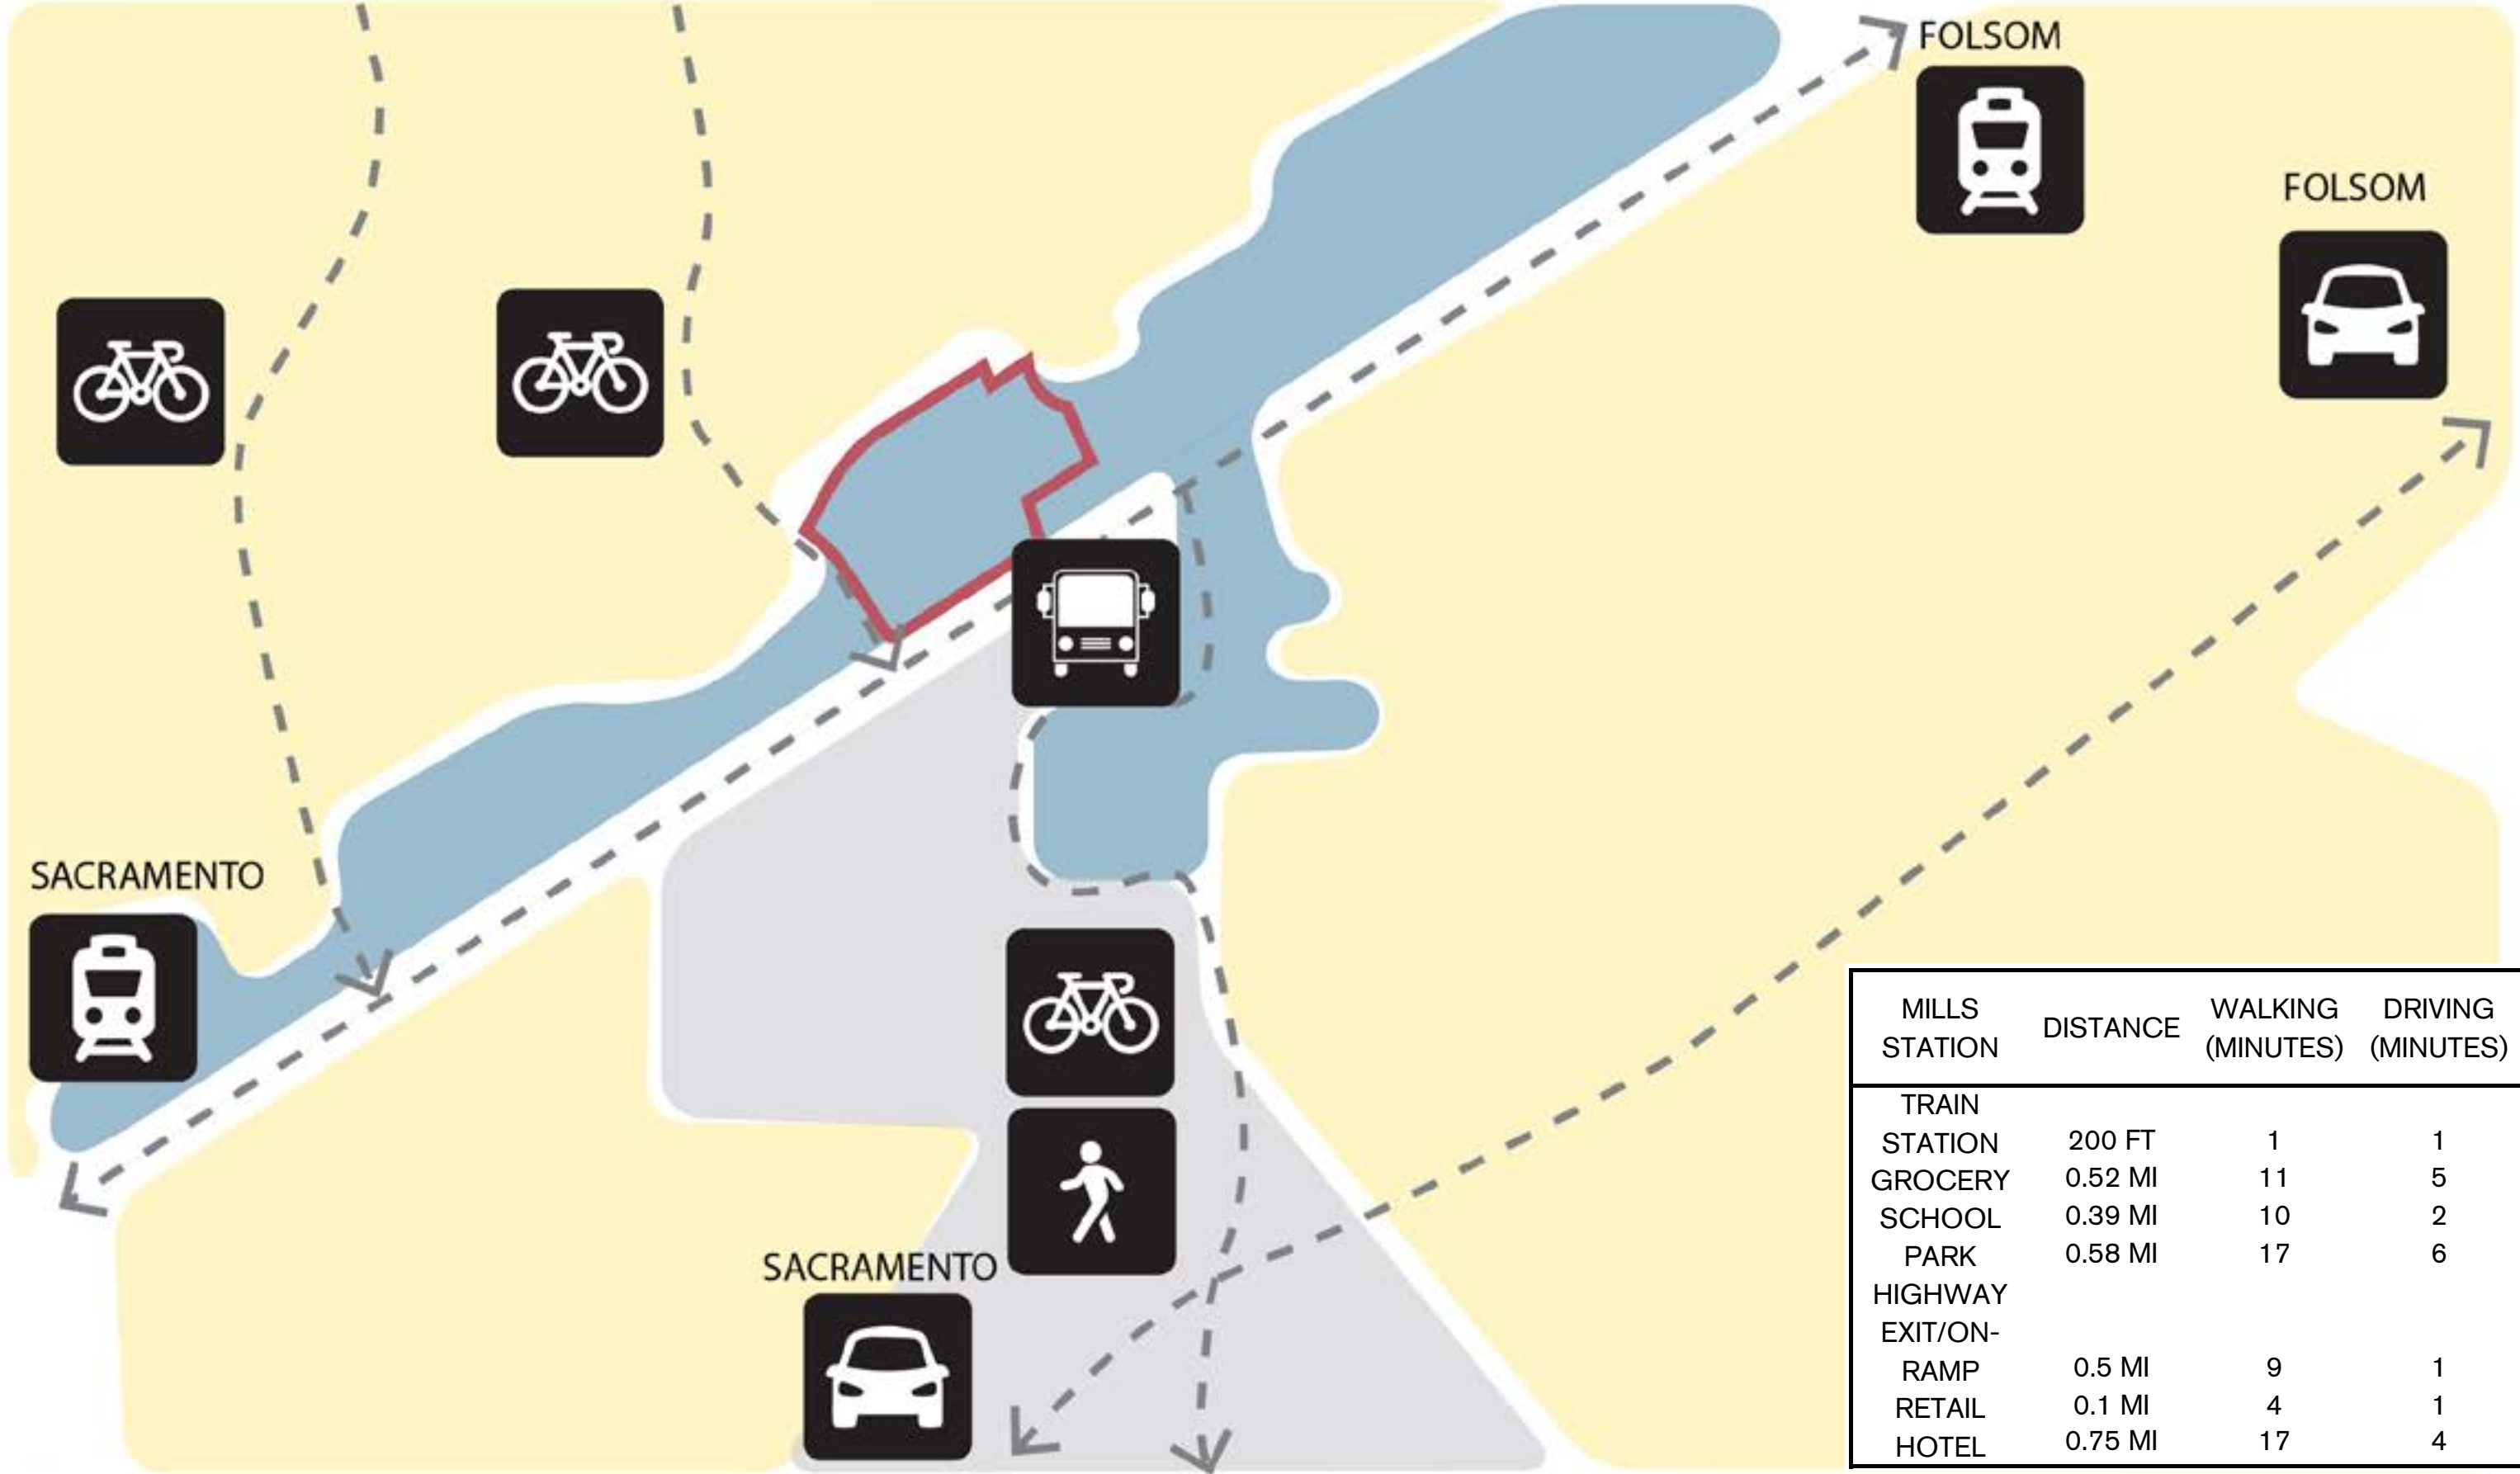 FOLSOM
FOLSOM
SACRAMENTO
SACRAMENTO
MILLS STATION DISTANCE WALKING (MINUTES) DRIVING (MINUTES)
TRAIN
STATION 200 FT 1 1
GROCERY 0.52 MI 11 5
SCHOOL 0.39 MI 10 2
PARK 0.58 MI 17 6
HIGHWAY
EXIT/ON-
RAMP 0.5 MI 9 1
RETAIL 0.1 MI 4 1
HOTEL 0.75 MI 17 4